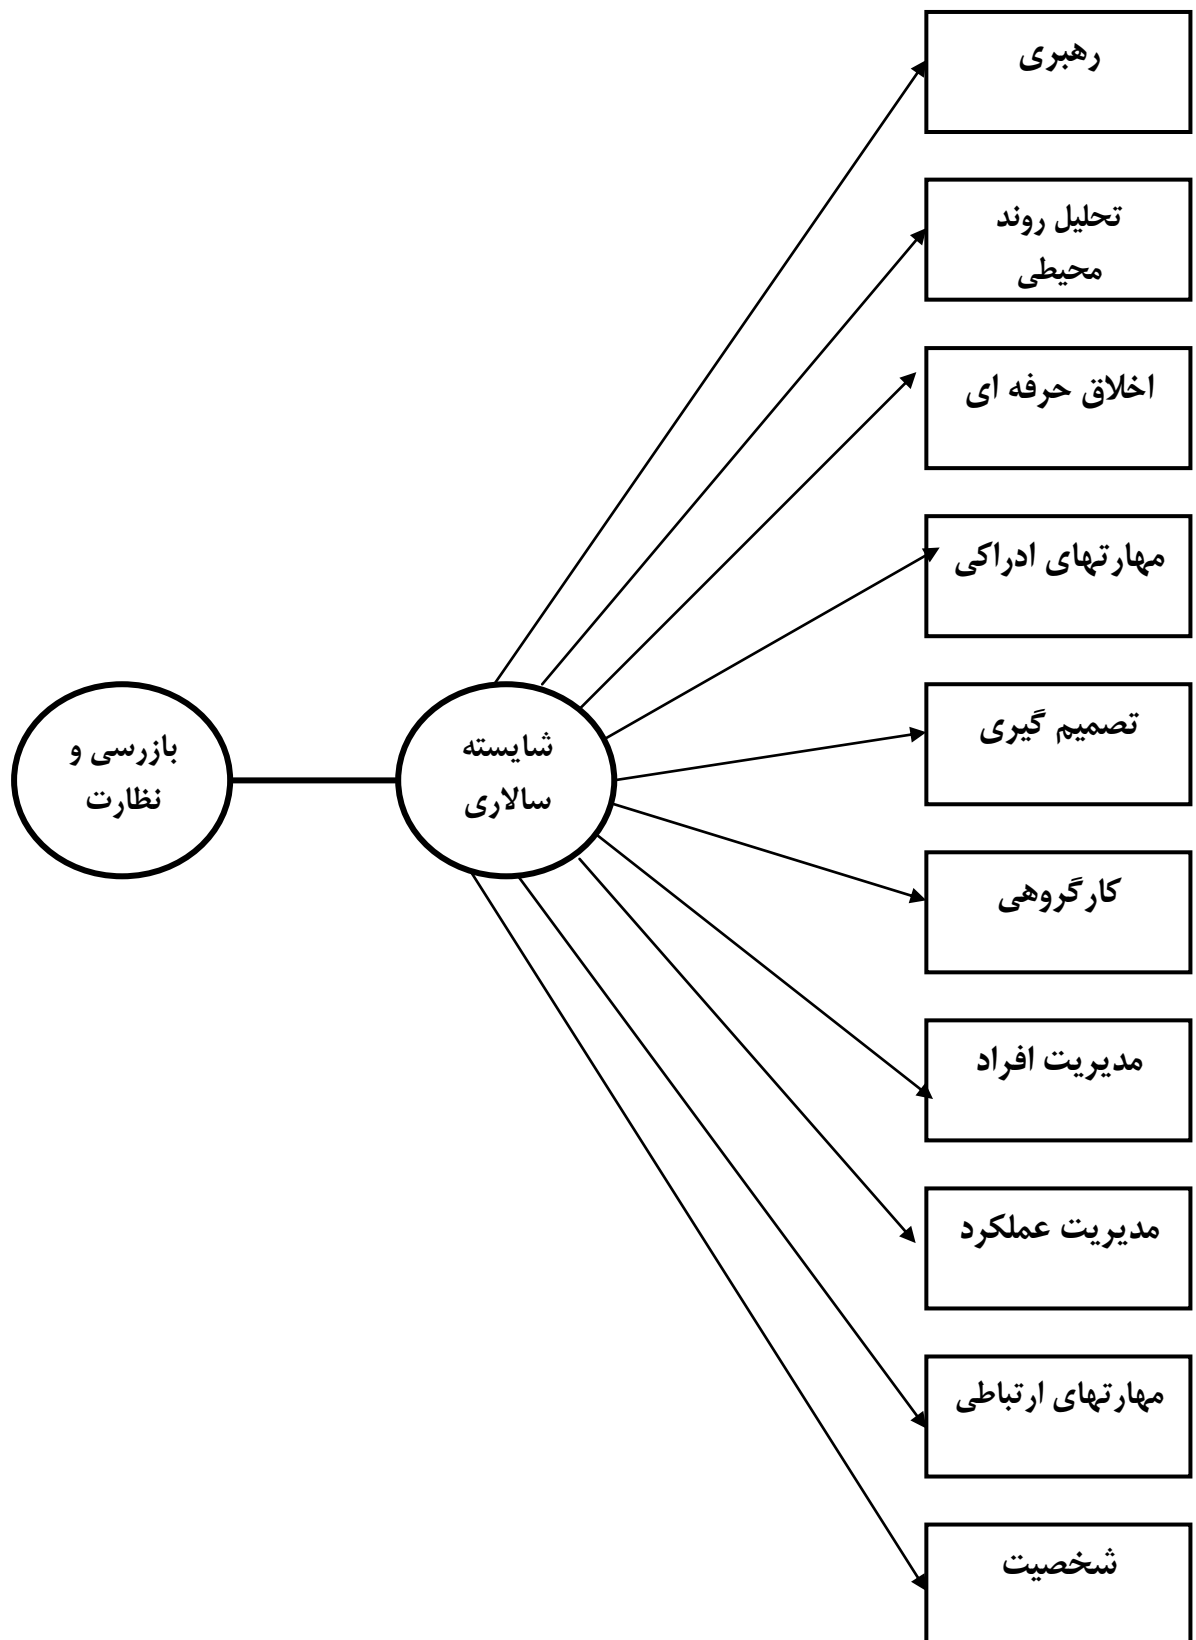 رهبری
تحلیل روند
محیطی
اخلاق حرفه ای
مهارتهای ادراکی
تصمیم گیری
کارگروهی
مدیریت افراد
مدیریت عملکرد
مهارتهای ارتباطی
شخصیت
شایسته
سالاری
بازرسی و
نظارت